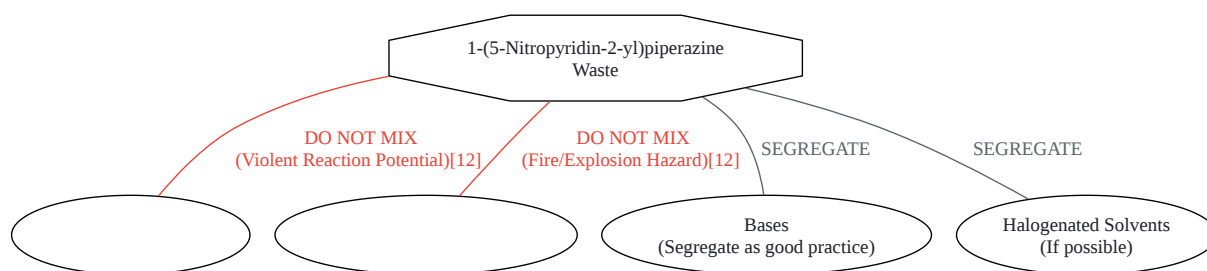 1-(5-Nitropyridin-2-yl)piperazine
Waste
DO NOT MIX
(Violent Reaction Potential)[12]
DO NOT MIX
(Fire/Explosion Hazard)[12]
SEGREGATE
SEGREGATE
Bases
(Segregate as good practice)
Halogenated Solvents
(If possible)